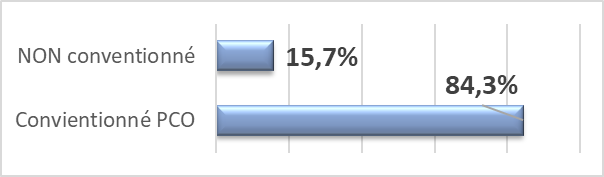 NON conventionné 15,7%
84,3%
Convientionné PCO